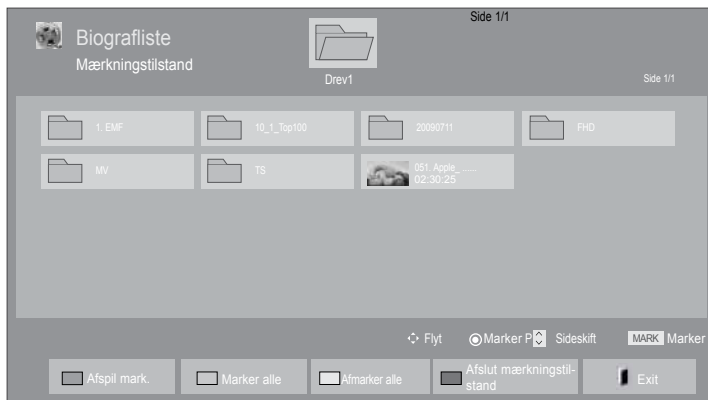 Side 1/1
Biografliste
Mærkningstilstand
Drev1
Side 1/1
1. EMF
10_1_Top100
20090711
FHD
MV
TS
051. Apple_ ......
02:30:25
Flyt
Marker
P
Sideskift
MARK Marker
Afspil mark.
Marker alle
Afmarker alle
Afslut mærkningstil-
stand
Exit